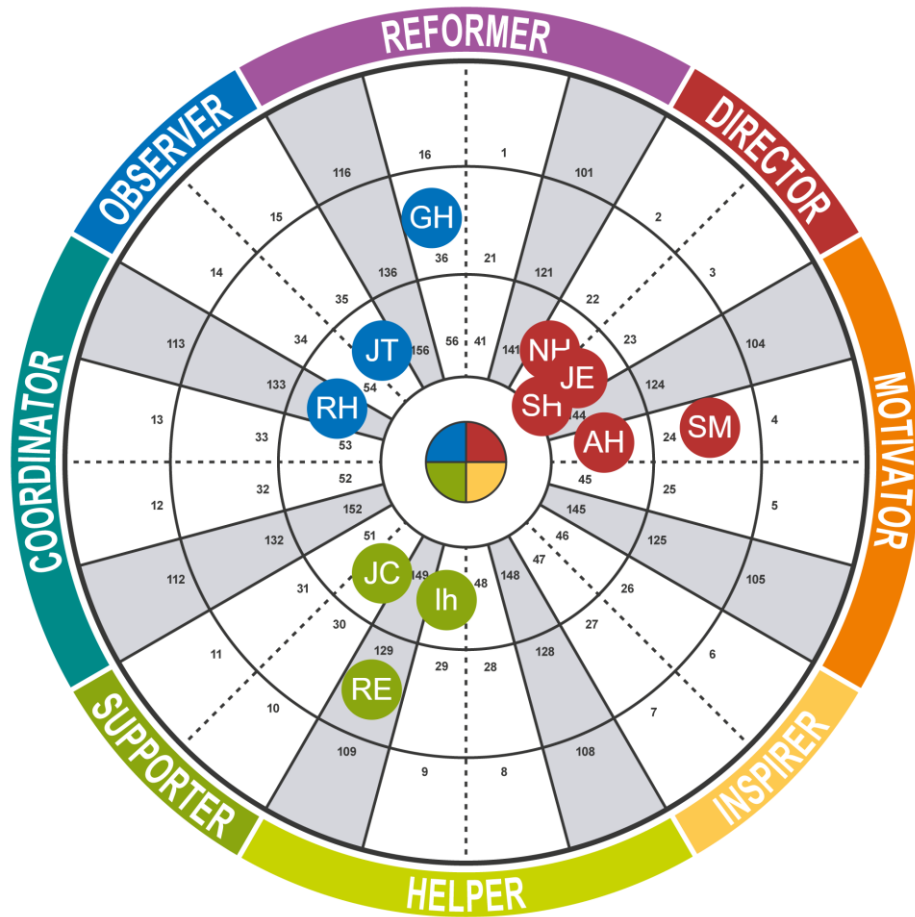 REFORMER
DIRECTOR
OBSERVER
MOTIVATOR
COORDINATOR
INSPIRER
SUPPORTER
HELPER
16 1
116 101
15 2
GH
14 136 36 21 121 3
35 22
34 JT 156 56 41 141 NH 23
113 104
133 54 JE 124
RH SH 144
13 33 53 AH 24 SM 4
12 32 52 45 25 5
152 145
132 51 46 125
112 JC 149 Ih 48 148 47 105
31 26
30 27
11 129 29 28 128 6
RE
10 7
109 108
9 8